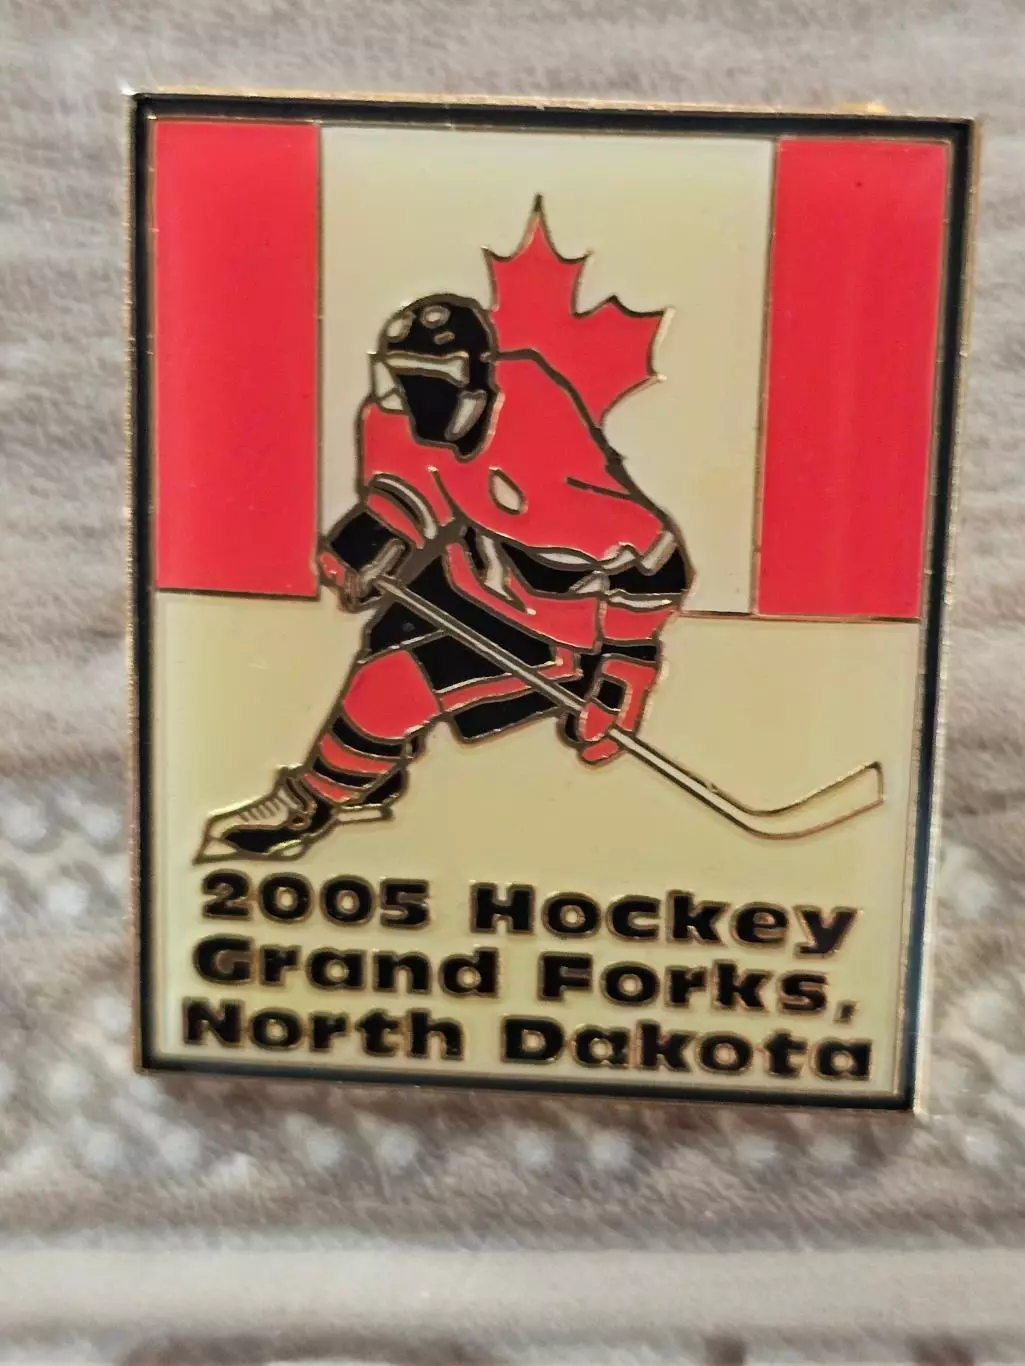 2005 Hockey
Grand Forks,
North Dakota